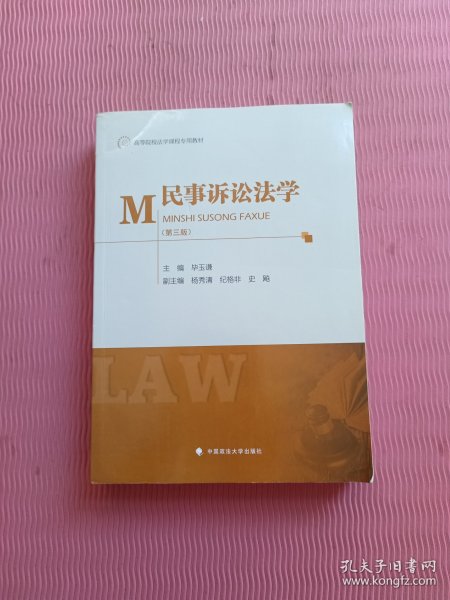 高等院校法学课程专用教材
M 民事诉讼法学
MINSHI SUSONG FAXUE
(第三版)
主 编 毕玉谦
副主编 杨秀清 纪格非 史 飚
LAW
中国政法大学出版社
孔夫子旧书网
www.kongfz.com